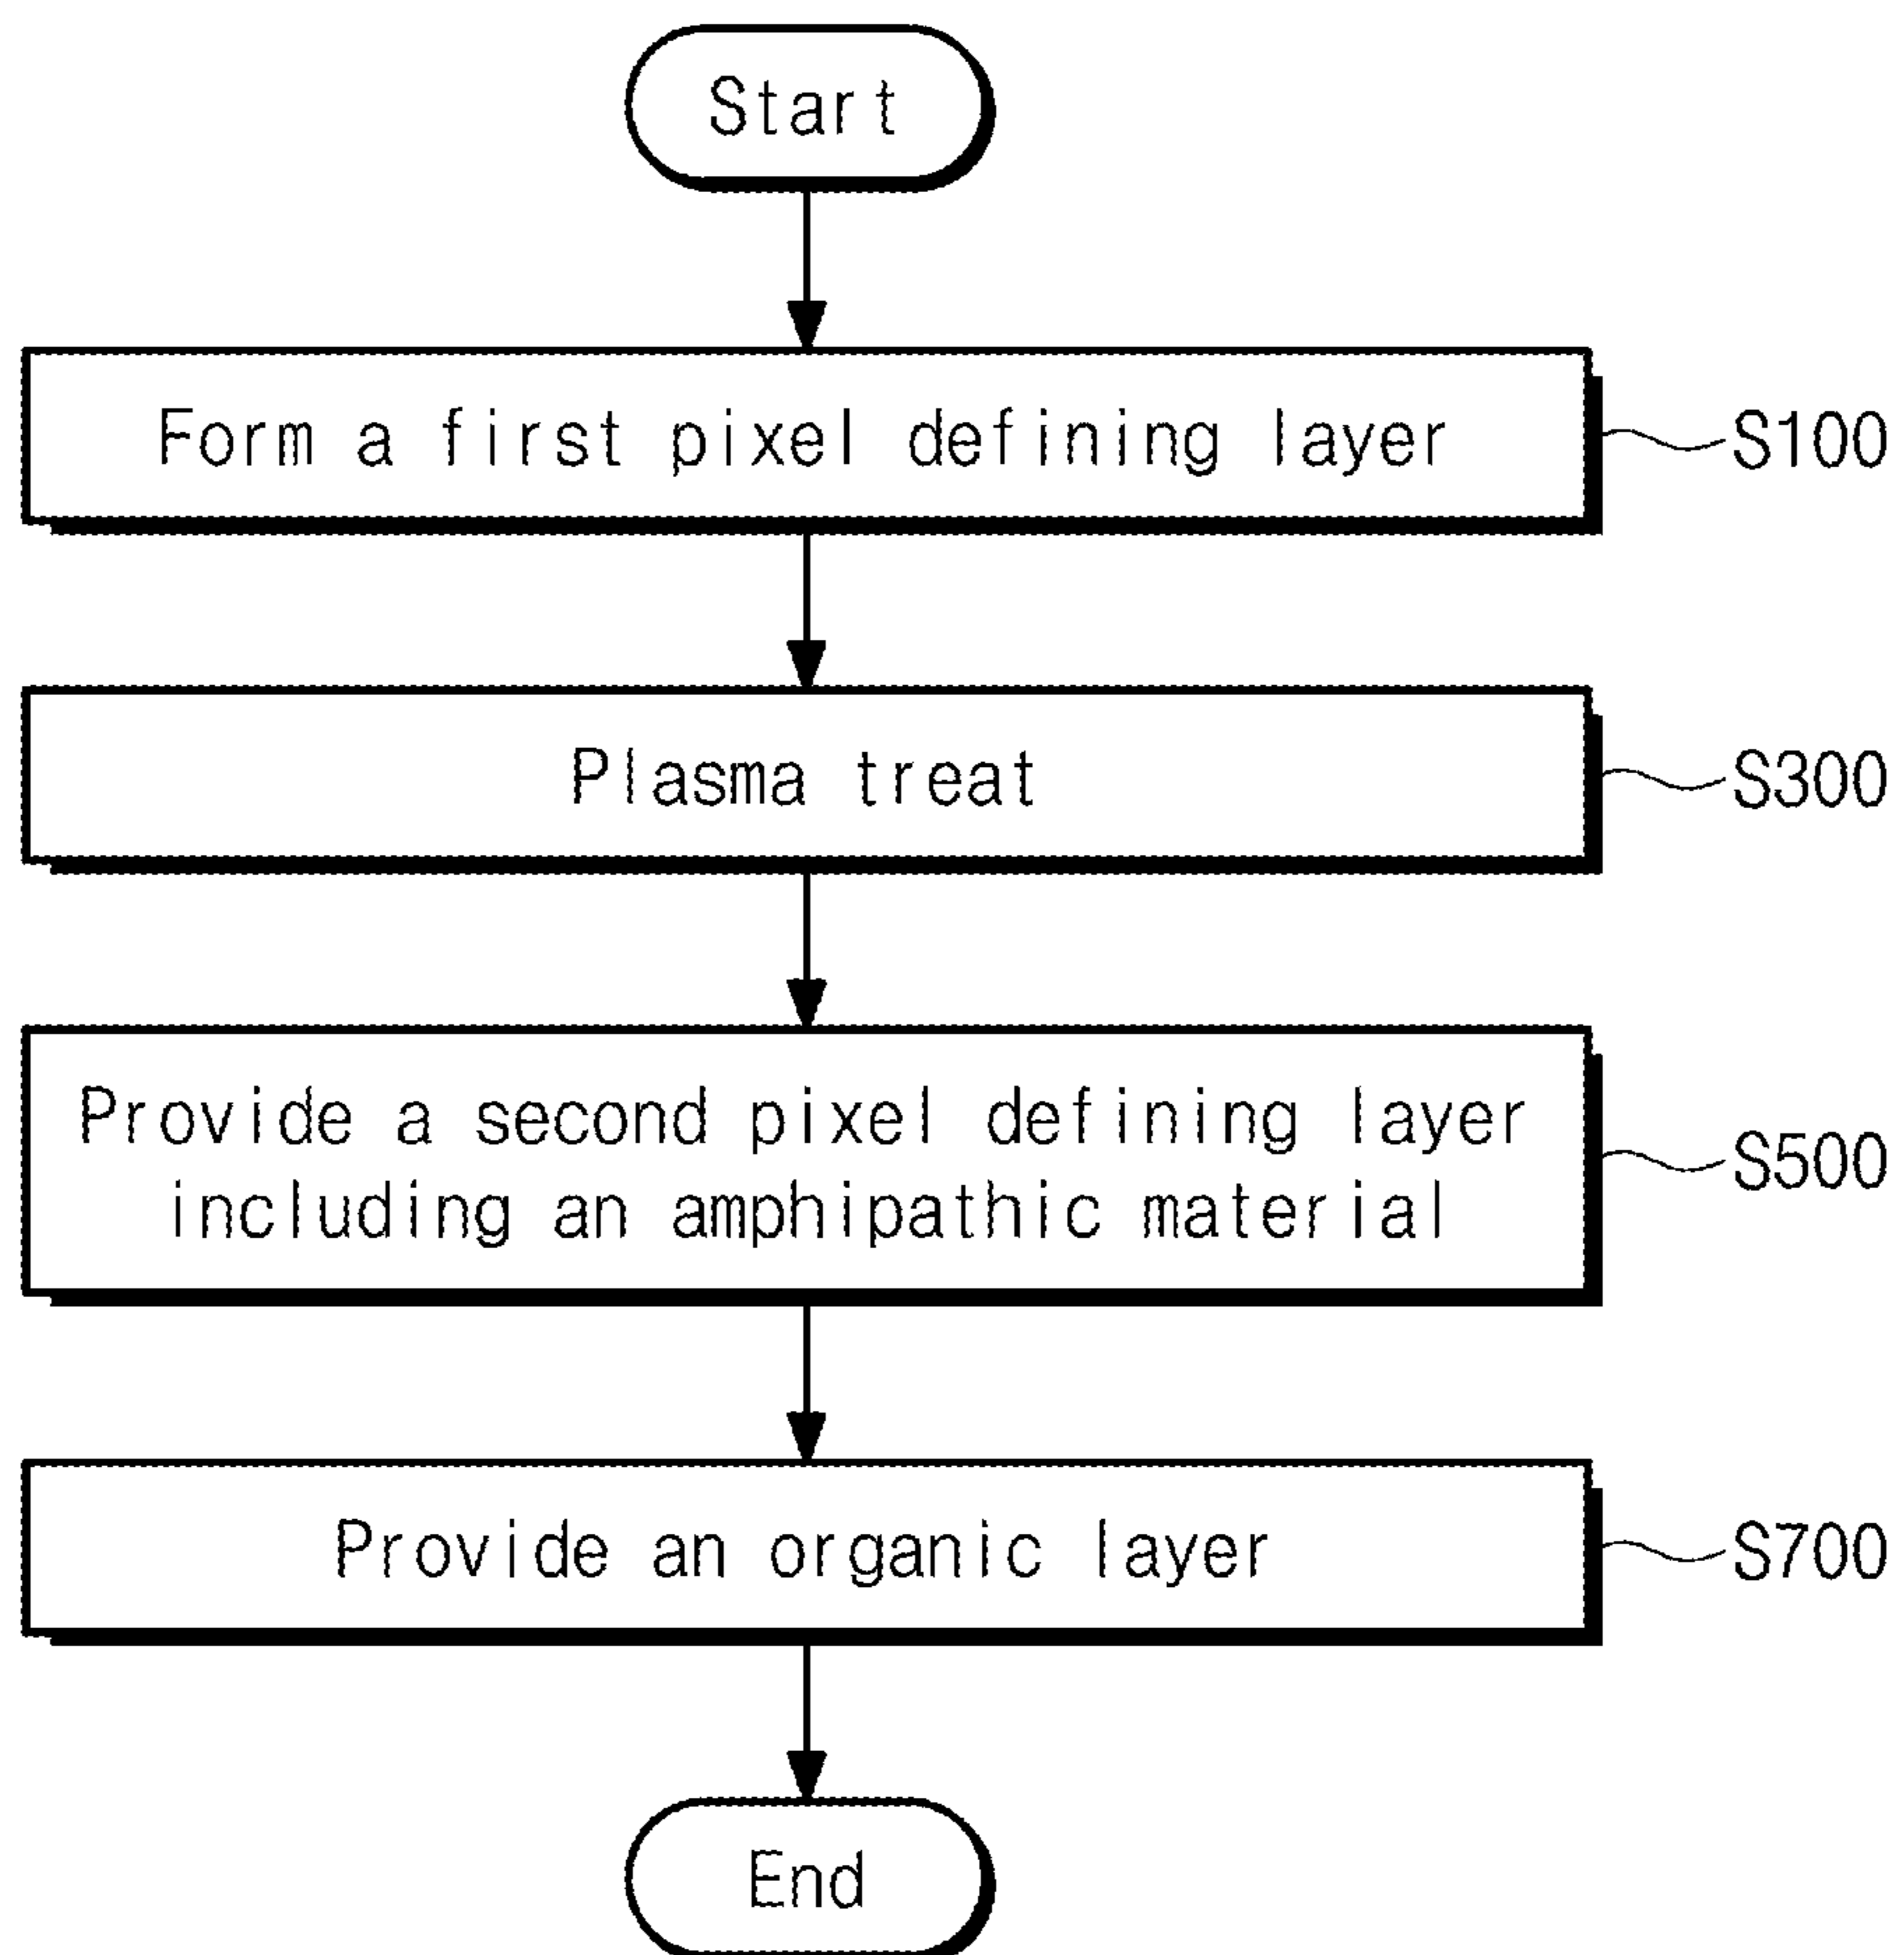 Start
Form a first pixel defining layer
S100
Plasma treat
S300
Provide a second pixel defining layer
including an amphipathic material
S500
Provide an organic layer
S700
End